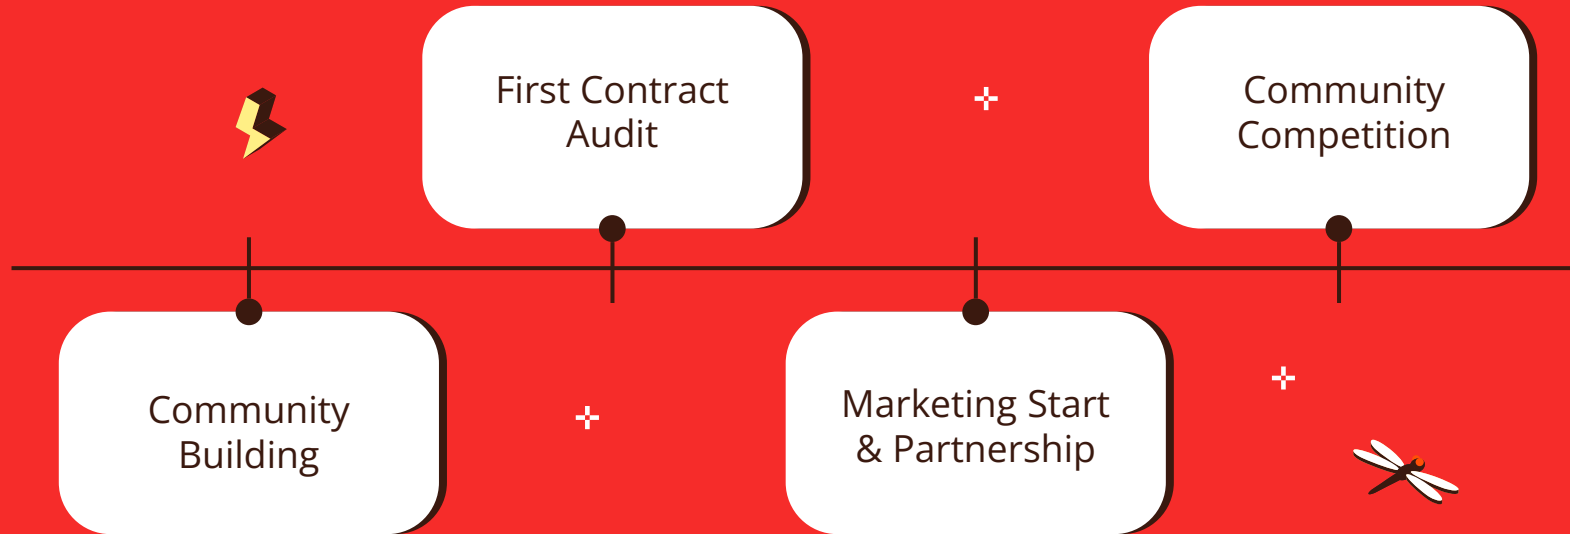 Community
Building
First Contract
Audit
Marketing Start
& Partnership
Community
Competition